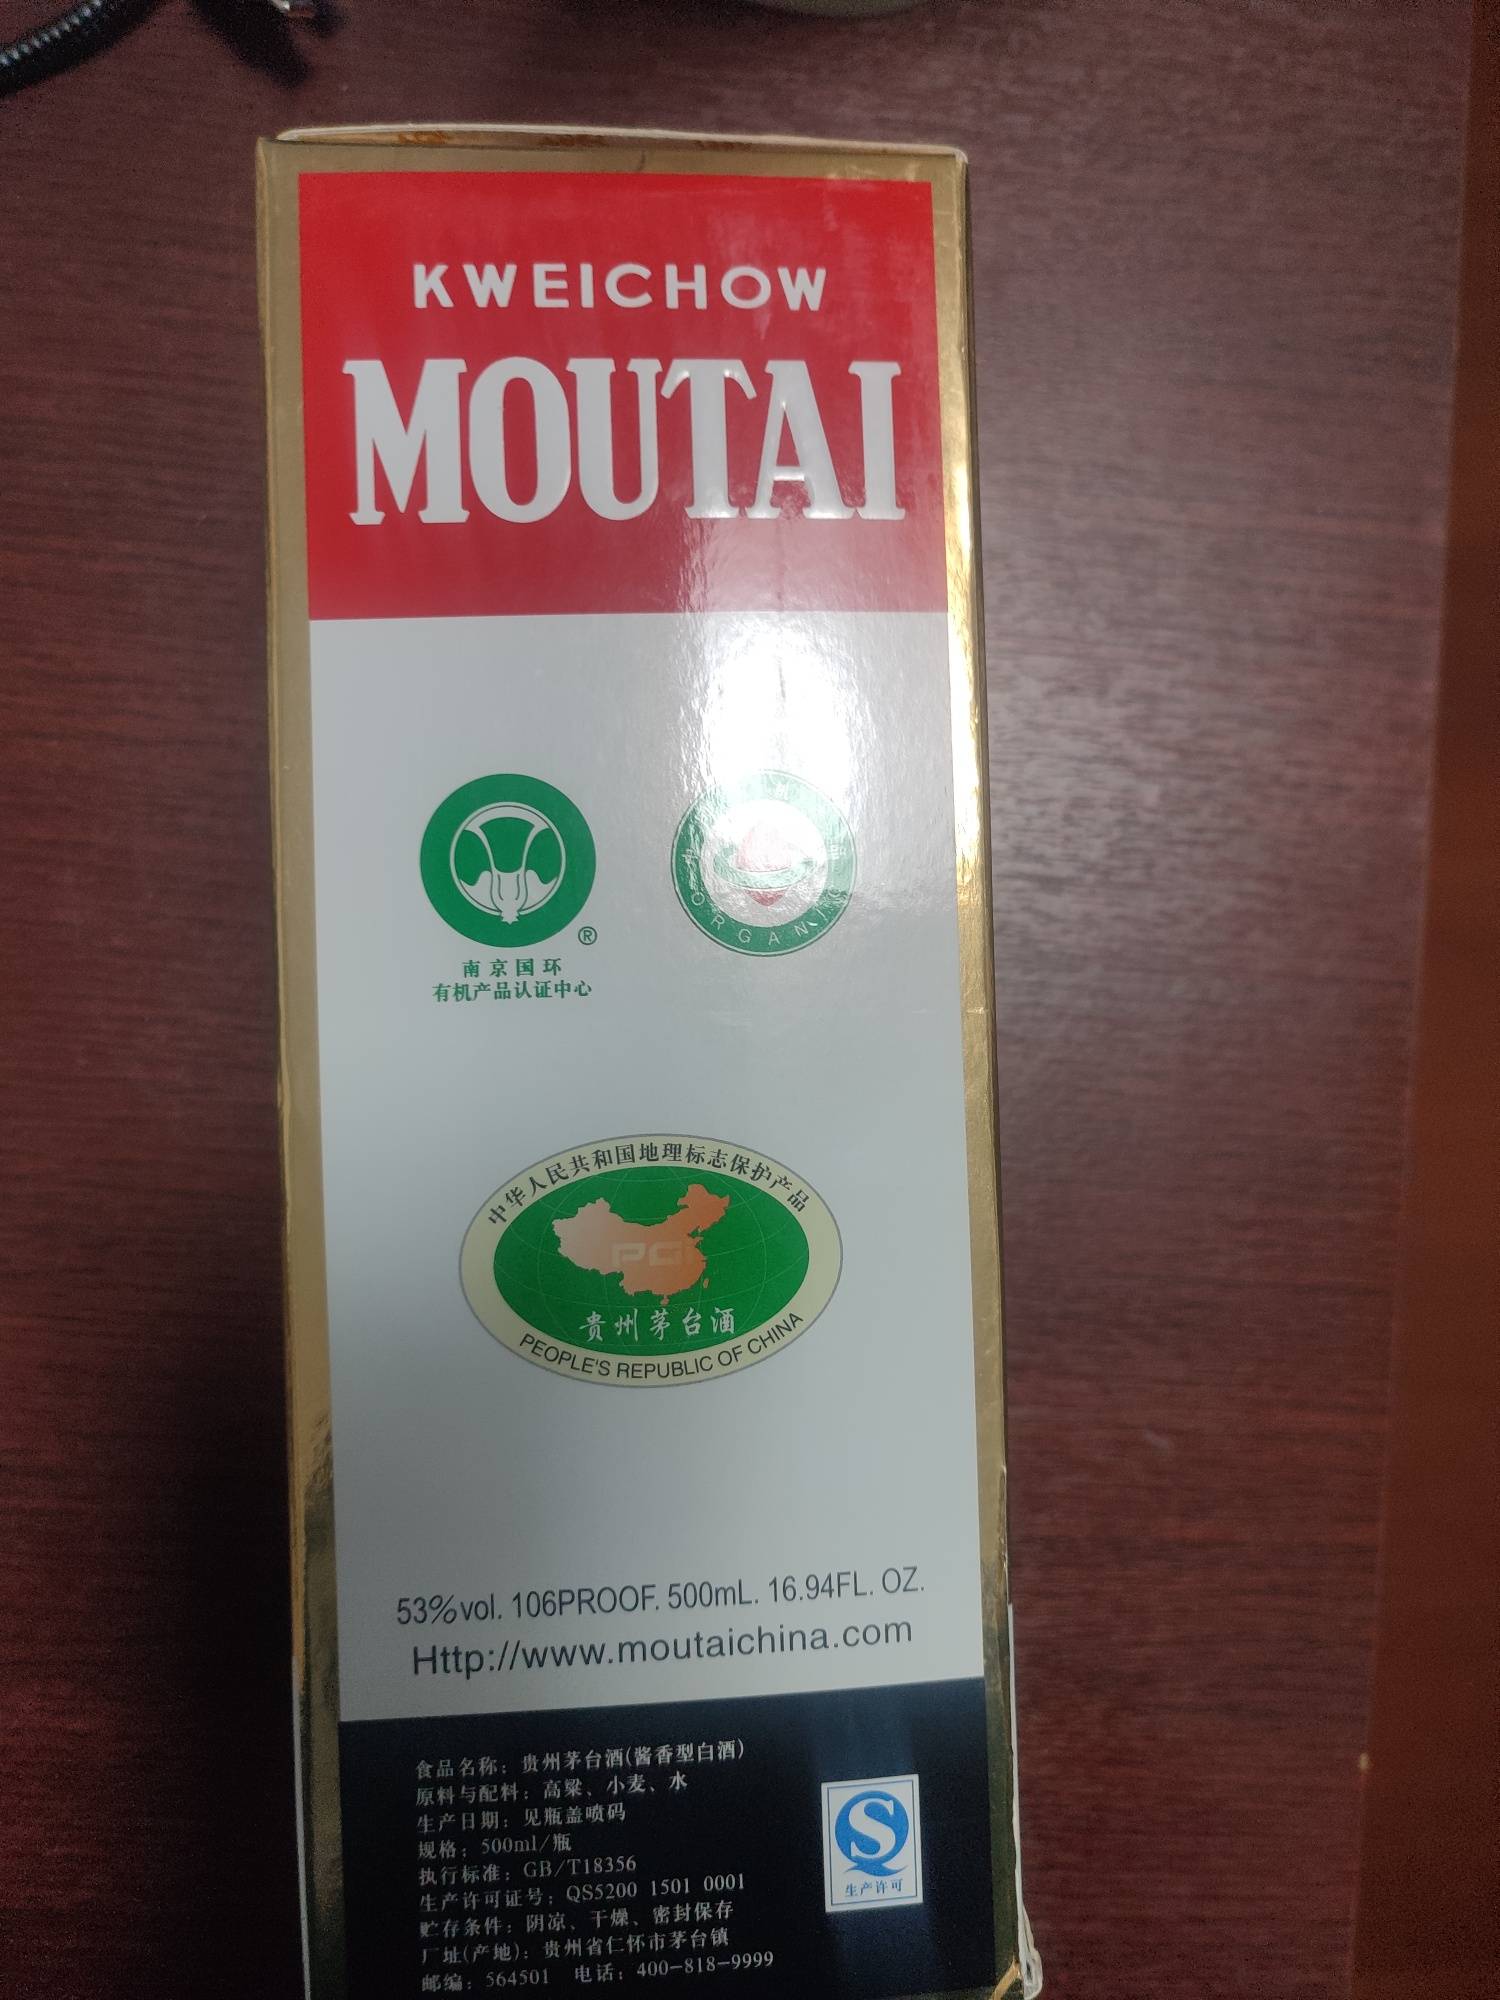 KWEICHOW
MOUTAI
®
南京国环
有机产品认证中心
ORGANIC
中华人民共和国地理标志保护产品
PGI
贵州茅台酒
PEOPLE'S REPUBLIC OF CHINA
53%vol. 106PROOF. 500mL. 16.94FL. OZ.
Http://www.moutaichina.com
食品名称：贵州茅台酒(酱香型白酒)
原料与配料：高粱、小麦、水
生产日期：见瓶盖喷码
规格：500ml/瓶
执行标准：GB/T18356
生产许可证号：QS5200 1501 0001
贮存条件：阴凉、干燥、密封保存
厂址(产地)：贵州省仁怀市茅台镇
邮编：564501 电话：400-818-9999
生产许可